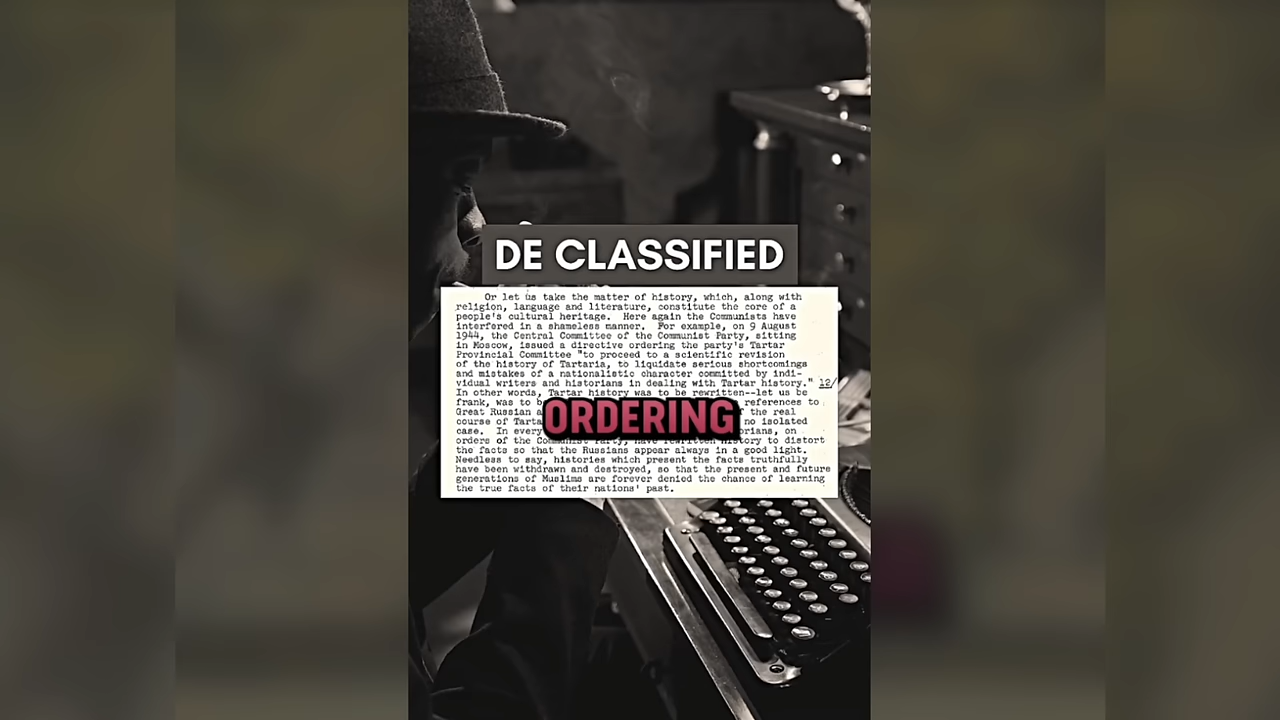 DE CLASSIFIED
Or let us take the matter of history, which, along with
religion, language and literature, constitute the core of a
people's cultural heritage. Here again the Communists have
interfered in a shameless manner. For example, on 9 August
1944, the Central Committee of the Communist Party, sitting
in Moscow, issued a directive ordering the party's Tartar
Provincial Committee "to proceed to a scientific revision
of the history of Tartaria, to liquidate serious shortcomings
and mistakes of a nationalistic character committed by indi-
vidual writers and historians in dealing with Tartar history." 12/
In other words, Tartar history was to be rewritten--let us be
frank, was to references to
Great Russian the real
course of no isolated
ORDERING
case. In every on
orders of the Communist Party, have rewritten history to distort
the facts so that the Russians appear always in a good light.
Needless to say, histories which present the facts truthfully
have been withdrawn and destroyed, so that the present and future
generations of Muslims are forever denied the chance of learning
the true facts of their nations' past.